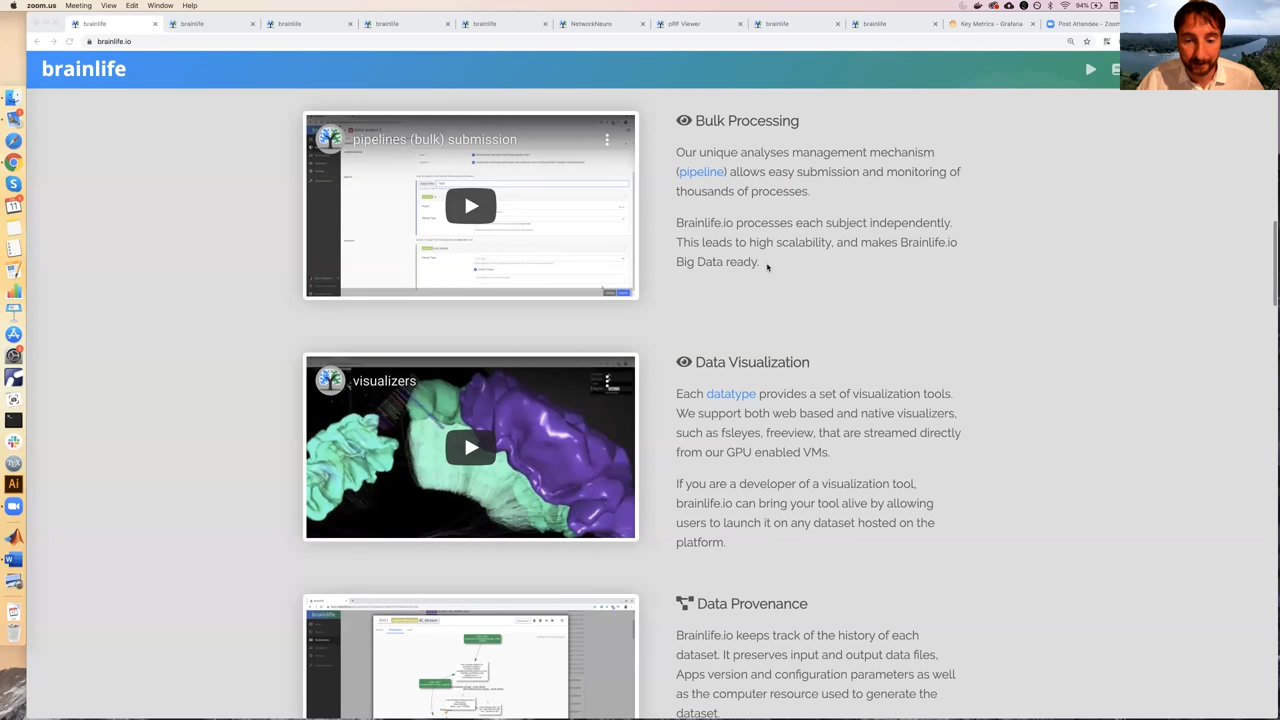 zoom.us Meeting View Edit Window Help
94%
brainlife brainlife brainlife brainlife brainlife NetworkNeuro pRF Viewer brainlife brainlife Key Metrics - Grafana Post Attendee - Zoom
brainlife.io
brainlife
pipelines (bulk) submission
Bulk Processing
Our unique analyses management mechanism
(pipeline) allows easy submission and monitoring of
thousands of processes.
Brainlife.io processes each subject independently.
This leads to high scalability, and makes Brainlife.io
Big Data ready.
visualizers
Data Visualization
Each datatype provides a set of visualization tools.
We support both web based and native visualizers,
such as fsleyes, freeview, that are streamed directly
from our GPU enabled VMs.
If you are a developer of a visualization tool,
brainlife.io can bring your tool alive by allowing
users to launch it on any dataset hosted on the
platform.
brainlife
Data Provenance
Brainlife.io keeps track of the history of each
dataset. It preserves input and output data files,
Apps version and configuration parameters as well
as the computer resource used to generate the
dataset.